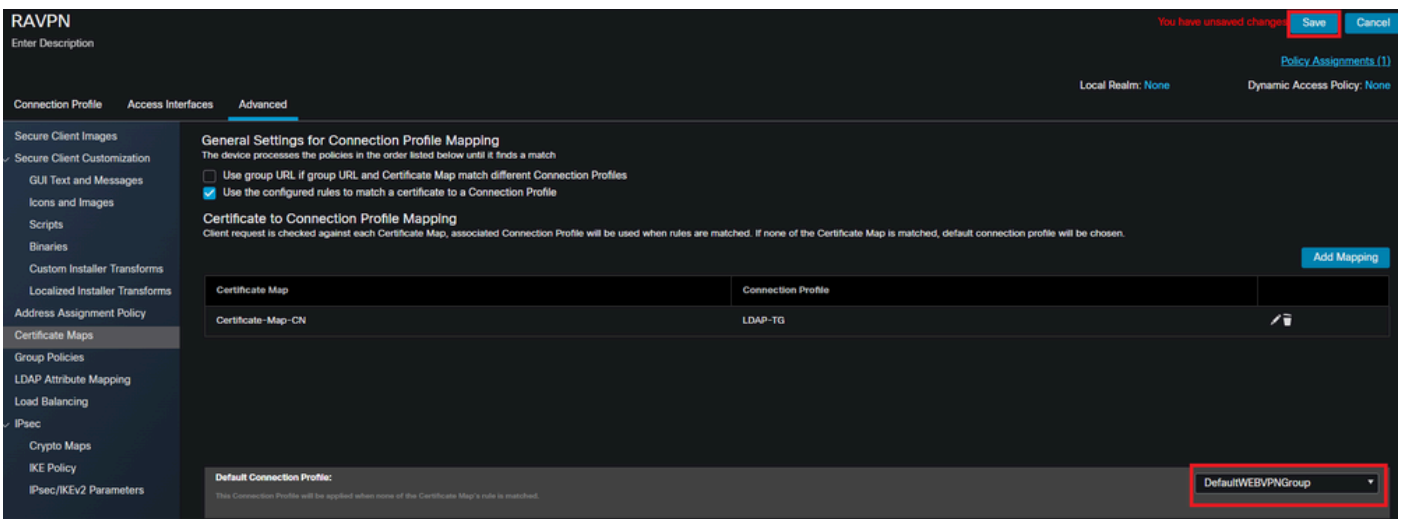 RAVPN
You have unsaved changes Save Cancel
Enter Description
Policy Assignments (1)
Local Realm: None Dynamic Access Policy: None
Connection Profile Access Interfaces Advanced
Secure Client Images
Secure Client Customization
GUI Text and Messages
Icons and Images
Scripts
Binaries
Custom Installer Transforms
Localized Installer Transforms
Address Assignment Policy
Certificate Maps
Group Policies
LDAP Attribute Mapping
Load Balancing
IPsec
Crypto Maps
IKE Policy
IPsec/IKEv2 Parameters
General Settings for Connection Profile Mapping
The device processes the policies in the order listed below until it finds a match
Use group URL if group URL and Certificate Map match different Connection Profiles
Use the configured rules to match a certificate to a Connection Profile
Certificate to Connection Profile Mapping
Client request is checked against each Certificate Map, associated Connection Profile will be used when rules are matched. If none of the Certificate Map is matched, default connection profile will be chosen.
Add Mapping
Certificate Map Connection Profile
Certificate-Map-CN LDAP-TG
Default Connection Profile:
This Connection Profile will be applied when none of the Certificate Map's rule is matched.
DefaultWEBVPNGroup